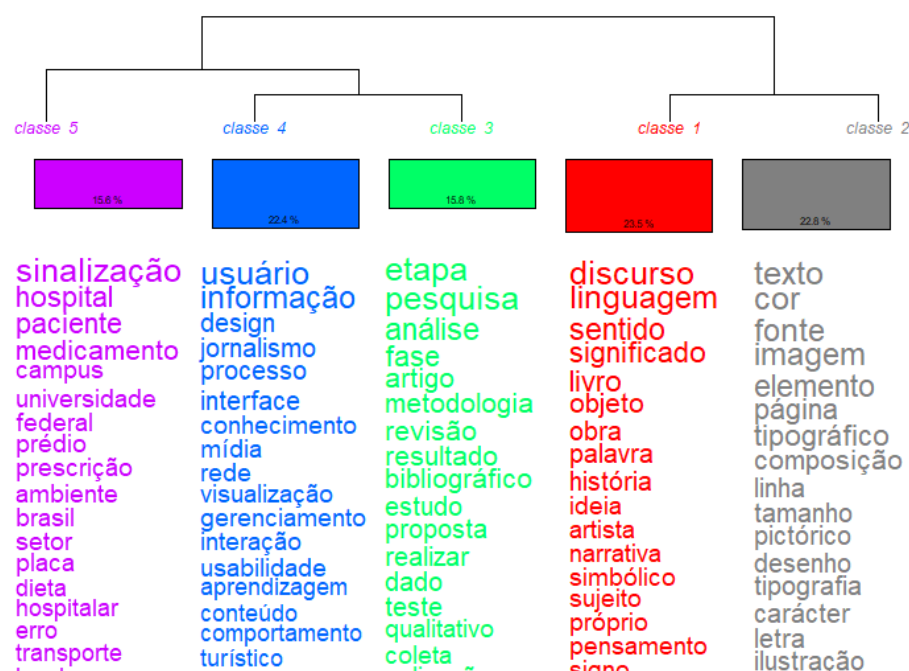 classe 5
classe 4
classe 3
classe 1
classe 2
15.8 %
22.4 %
15.8 %
23.5 %
22.8 %
sinalização
hospital
paciente
medicamento
campus
universidade
federal
prédio
prescrição
ambiente
brasil
setor
placa
dieta
hospitalar
erro
transporte
usuário
informação
design
jornalismo
processo
interface
conhecimento
mídia
rede
visualização
gerenciamento
interação
usabilidade
aprendizagem
conteúdo
comportamento
turístico
etapa
pesquisa
análise
fase
artigo
metodologia
revisão
resultado
bibliográfico
estudo
proposta
realizar
dado
teste
qualitativo
coleta
discurso
linguagem
sentido
significado
livro
objeto
obra
palavra
história
ideia
artista
narrativa
simbólico
sujeito
próprio
pensamento
signo
texto
cor
fonte
imagem
elemento
página
tipográfico
composição
linha
tamanho
pictórico
desenho
tipografia
carácter
letra
ilustração